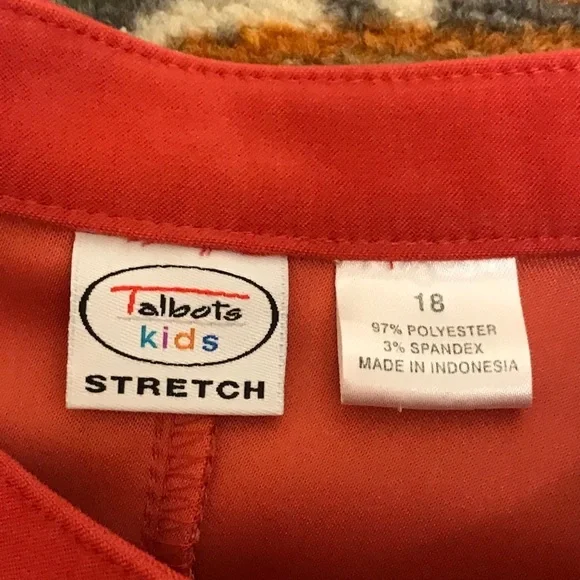 Talbots
kids
STRETCH
18
97% POLYESTER
3% SPANDEX
MADE IN INDONESIA